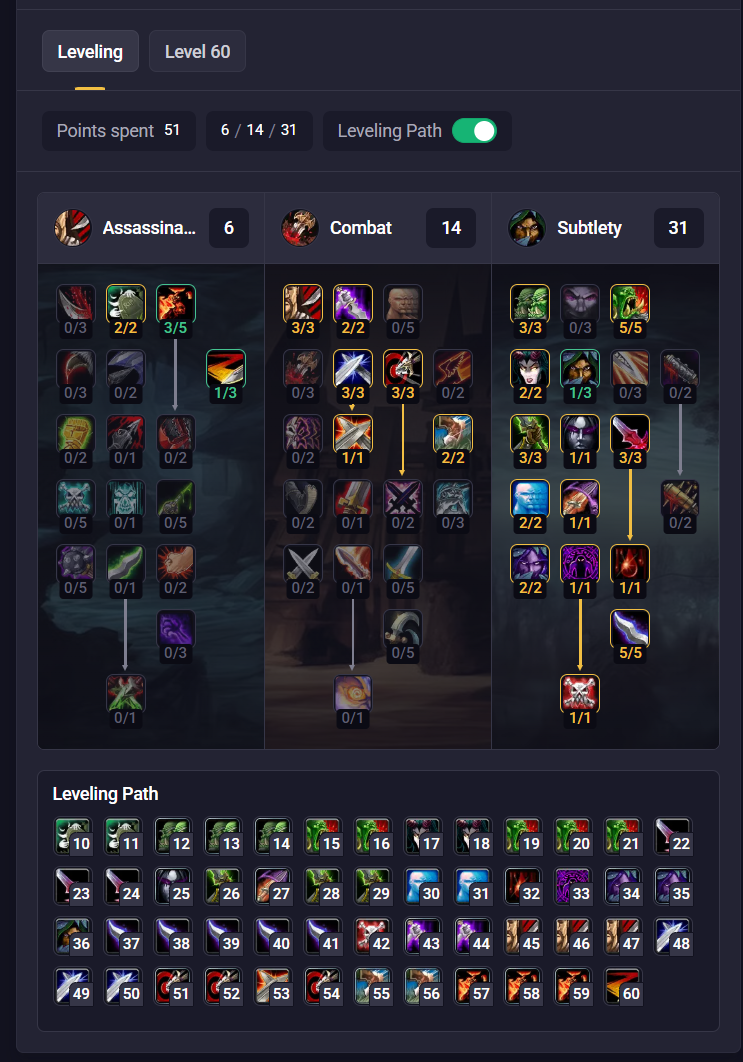 Leveling Level 60
Points spent 51 6 / 14 / 31 Leveling Path
Assassina... 6 Combat 14 Subtlety 31
0/3 2/2 3/5 3/3 2/2 0/5 3/3 0/3 5/5
0/3 0/2 1/3 0/3 3/3 3/3 0/2 2/2 1/3 0/3 0/2
0/2 0/1 0/2 0/2 1/1 2/2 3/3 1/1 3/3
0/5 0/1 0/5 0/2 0/1 0/2 0/3 2/2 1/1 0/2
0/5 0/1 0/2 0/2 0/1 0/5 2/2 1/1 1/1
0/3 0/5 5/5
0/1 0/1 1/1
Leveling Path
10 11 12 13 14 15 16 17 18 19 20 21 22
23 24 25 26 27 28 29 30 31 32 33 34 35
36 37 38 39 40 41 42 43 44 45 46 47 48
49 50 51 52 53 54 55 56 57 58 59 60